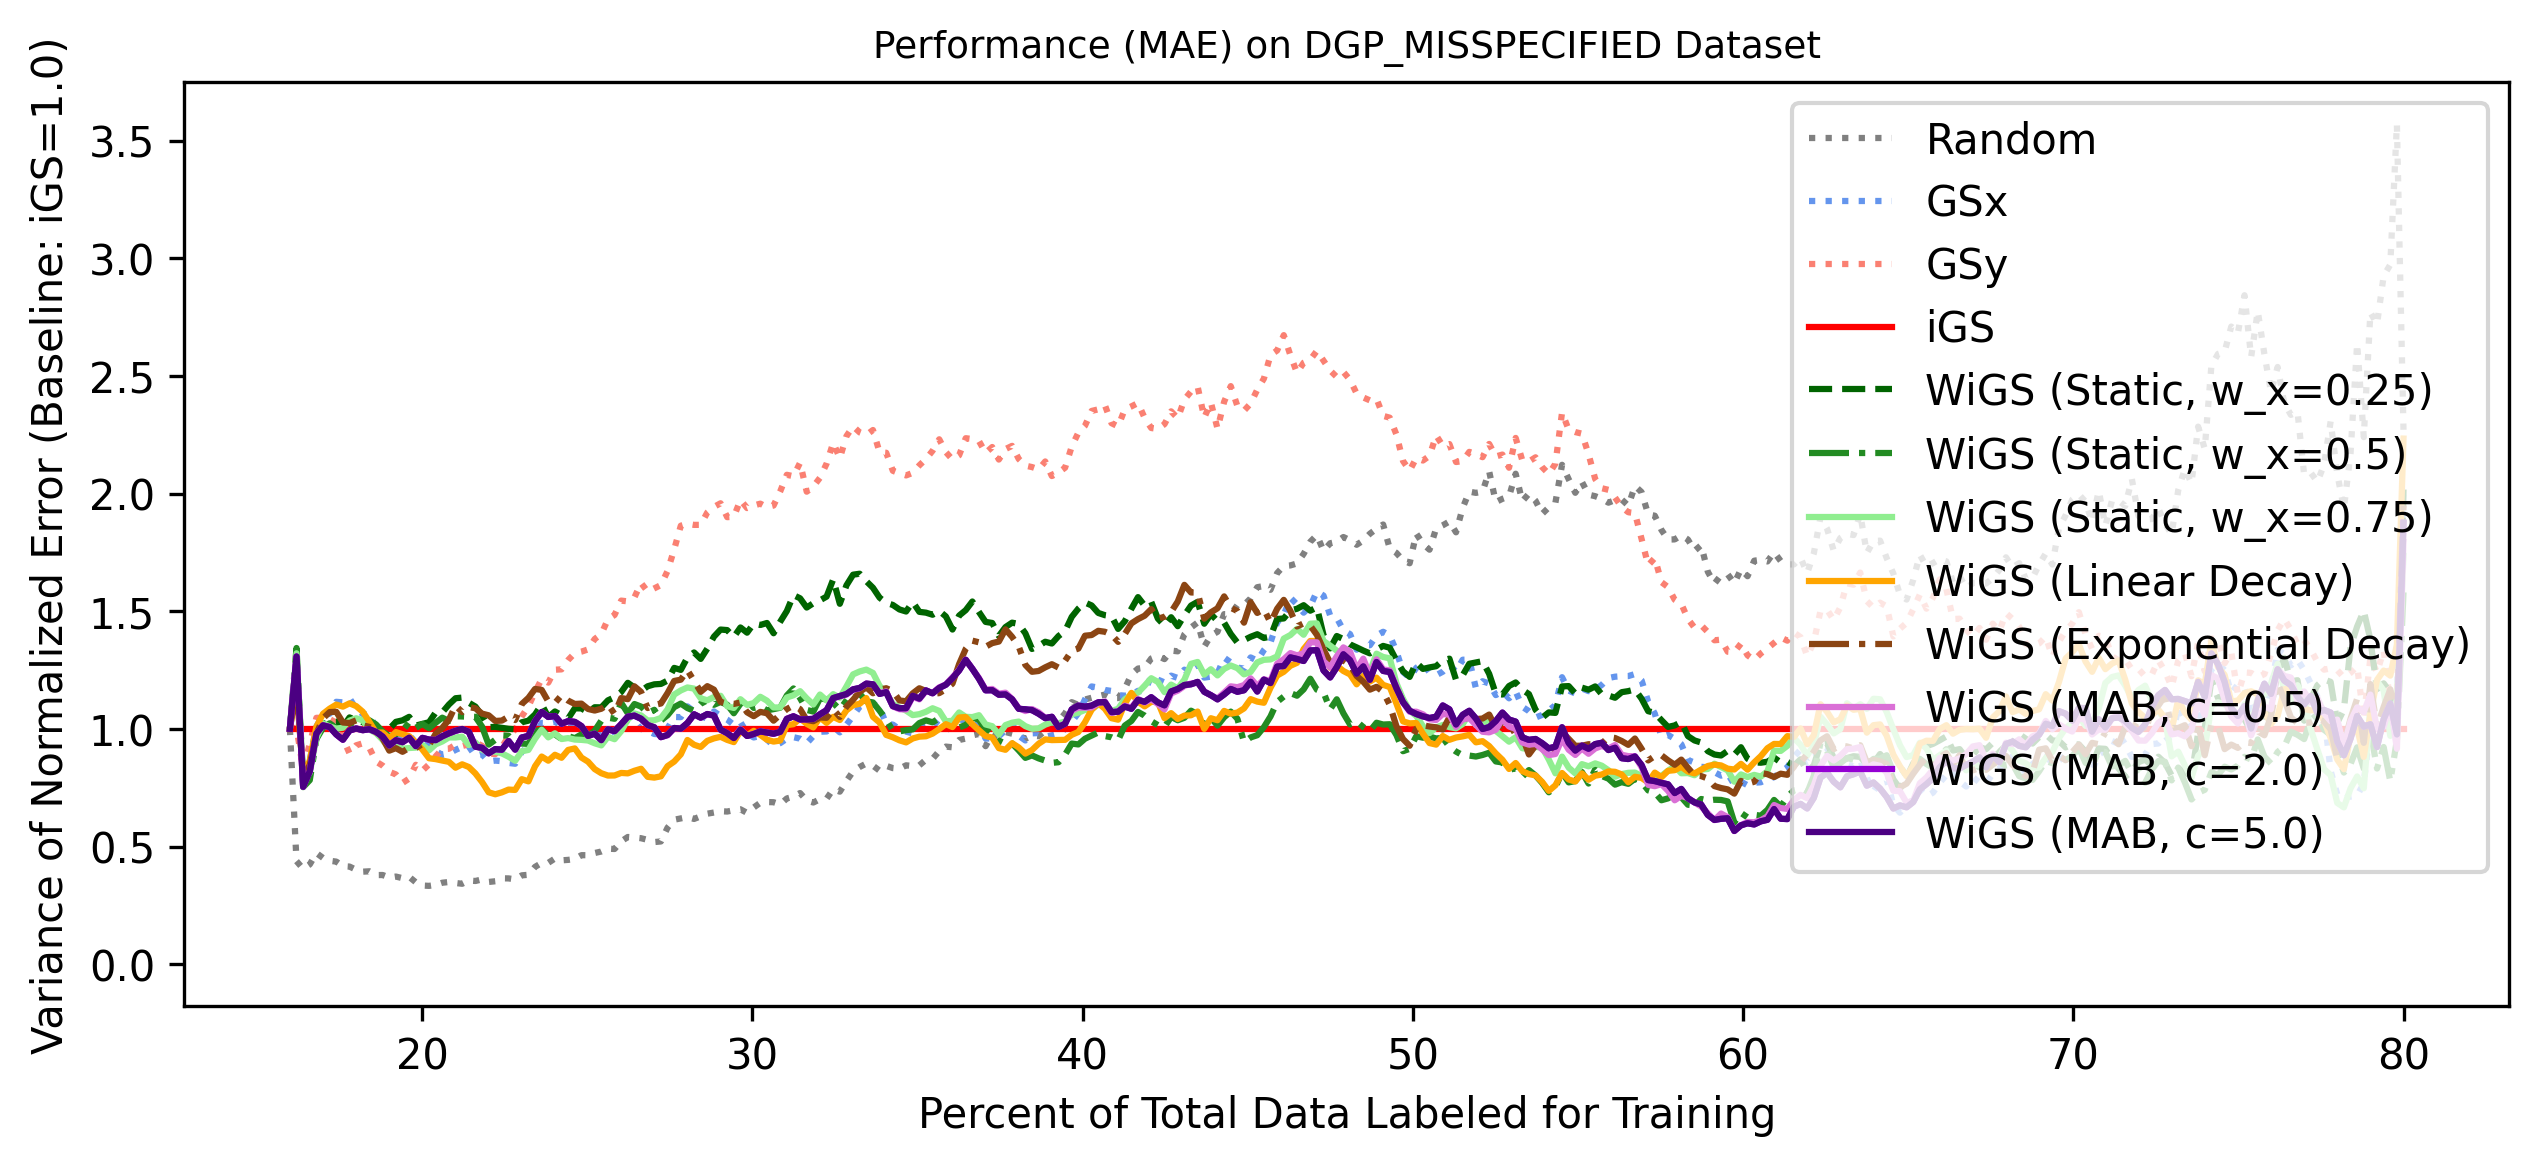 Performance (MAE) on DGP_MISSPECIFIED Dataset
Variance of Normalized Error (Baseline: iGS=1.0)
3.5
3.0
2.5
2.0
1.5
1.0
0.5
0.0
Random
GSx
GSy
iGS
WiGS (Static, w_x=0.25)
WiGS (Static, w_x=0.5)
WiGS (Static, w_x=0.75)
WiGS (Linear Decay)
WiGS (Exponential Decay)
WiGS (MAB, c=0.5)
WiGS (MAB, c=2.0)
WiGS (MAB, c=5.0)
20 30 40 50 60 70 80
Percent of Total Data Labeled for Training